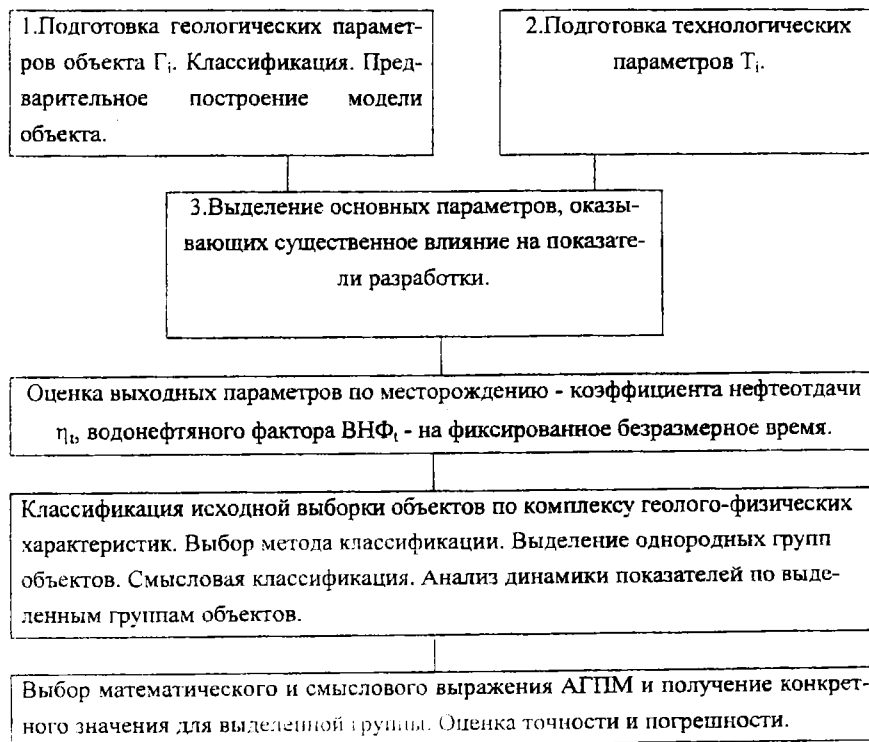 1.Подготовка геологических парамет-
ров объекта Гᵢ. Классификация. Пред-
варительное построение модели
объекта.
2.Подготовка технологических
параметров Tᵢ.
3.Выделение основных параметров, оказы-
вающих существенное влияние на показате-
ли разработки.
Оценка выходных параметров по месторождению - коэффициента нефтеотдачи
ηₜ, водонефтяного фактора ВНФₜ - на фиксированное безразмерное время.
Классификация исходной выборки объектов по комплексу геолого-физических
характеристик. Выбор метода классификации. Выделение однородных групп
объектов. Смысловая классификация. Анализ динамики показателей по выде-
ленным группам объектов.
Выбор математического и смыслового выражения АГПМ и получение конкрет-
ного значения для выделенной группы. Оценка точности и погрешности.